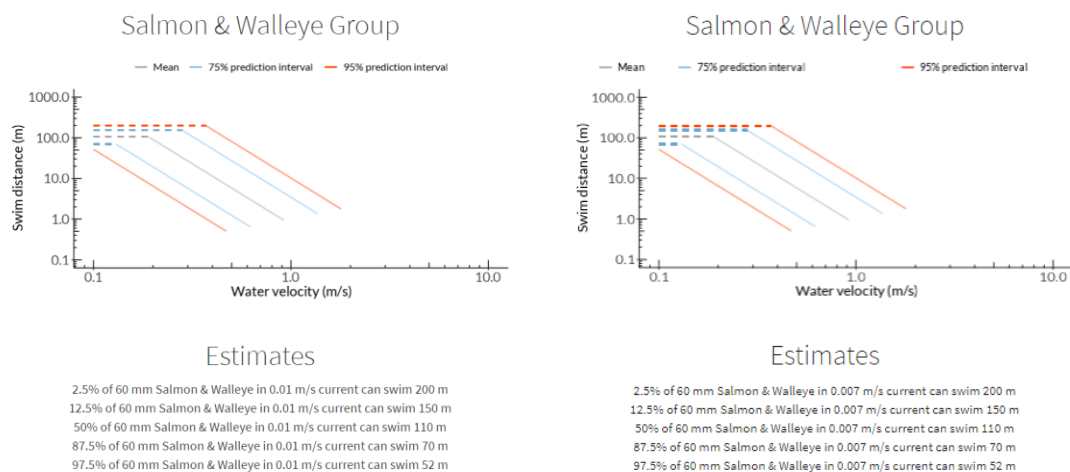 Salmon & Walleye Group
Mean 75% prediction interval 95% prediction interval
1000.0
100.0
10.0
1.0
0.1
Swim distance (m)
0.1 1.0 10.0
Water velocity (m/s)
Estimates
2.5% of 60 mm Salmon & Walleye in 0.01 m/s current can swim 200 m
12.5% of 60 mm Salmon & Walleye in 0.01 m/s current can swim 150 m
50% of 60 mm Salmon & Walleye in 0.01 m/s current can swim 110 m
87.5% of 60 mm Salmon & Walleye in 0.01 m/s current can swim 70 m
97.5% of 60 mm Salmon & Walleye in 0.01 m/s current can swim 52 m
Salmon & Walleye Group
Mean 75% prediction interval 95% prediction interval
1000.0
100.0
10.0
1.0
0.1
Swim distance (m)
0.1 1.0 10.0
Water velocity (m/s)
Estimates
2.5% of 60 mm Salmon & Walleye in 0.007 m/s current can swim 200 m
12.5% of 60 mm Salmon & Walleye in 0.007 m/s current can swim 150 m
50% of 60 mm Salmon & Walleye in 0.007 m/s current can swim 110 m
87.5% of 60 mm Salmon & Walleye in 0.007 m/s current can swim 70 m
97.5% of 60 mm Salmon & Walleye in 0.007 m/s current can swim 52 m